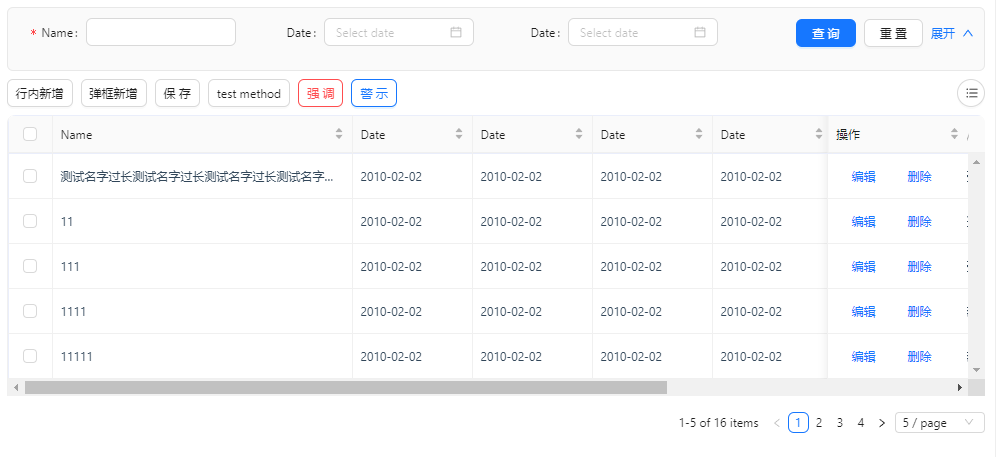 * Name: Date: Select date Date: Select date 查 询 重 置 展开
行内新增 弹框新增 保 存 test method 强 调 警 示
Name Date Date Date Date 操作
测试名字过长测试名字过长测试名字过长测试名字... 2010-02-02 2010-02-02 2010-02-02 2010-02-02 编辑 删除
11 2010-02-02 2010-02-02 2010-02-02 2010-02-02 编辑 删除
111 2010-02-02 2010-02-02 2010-02-02 2010-02-02 编辑 删除
1111 2010-02-02 2010-02-02 2010-02-02 2010-02-02 编辑 删除
11111 2010-02-02 2010-02-02 2010-02-02 2010-02-02 编辑 删除
1-5 of 16 items < 1 2 3 4 > 5 / page